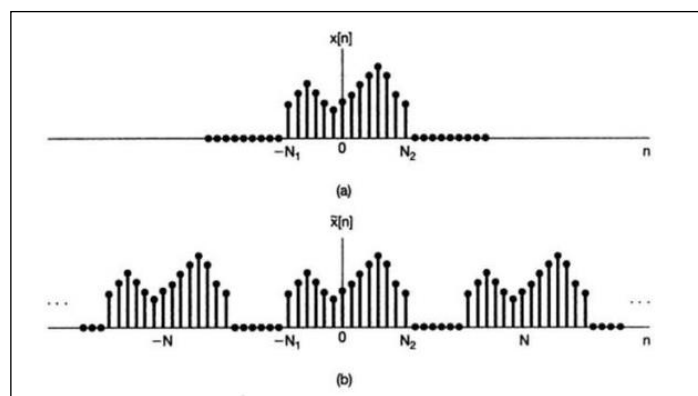 x[n]
−N₁ 0 N₂ n
(a)
x̃[n]
... ...
−N −N₁ 0 N₂ N n
(b)